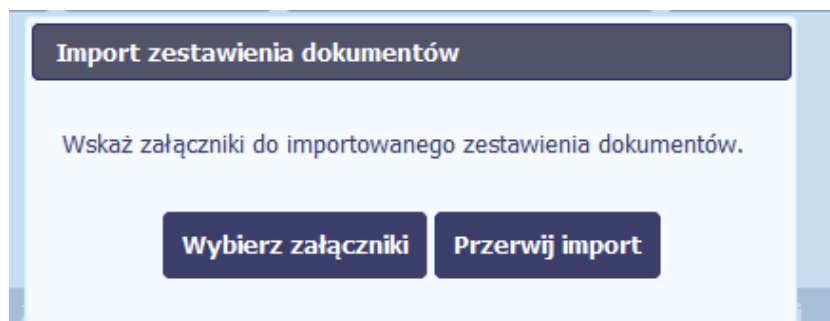 Import zestawienia dokumentów
Wskaż załączniki do importowanego zestawienia dokumentów.
Wybierz załączniki Przerwij import